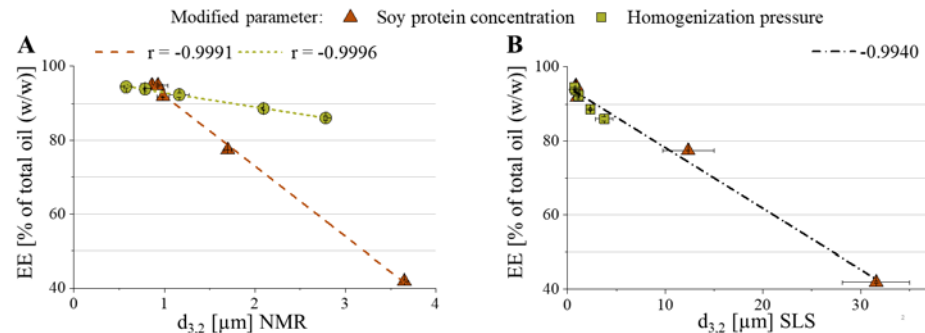 Modified parameter: Soy protein concentration Homogenization pressure
A
r = -0.9991 r = -0.9996
EE [% of total oil (w/w)]
100
80
60
40
0 1 2 3 4
d3,2 [µm] NMR
B
-0.9940
EE [% of total oil (w/w)]
100
80
60
40
0 10 20 30
d3,2 [µm] SLS
2